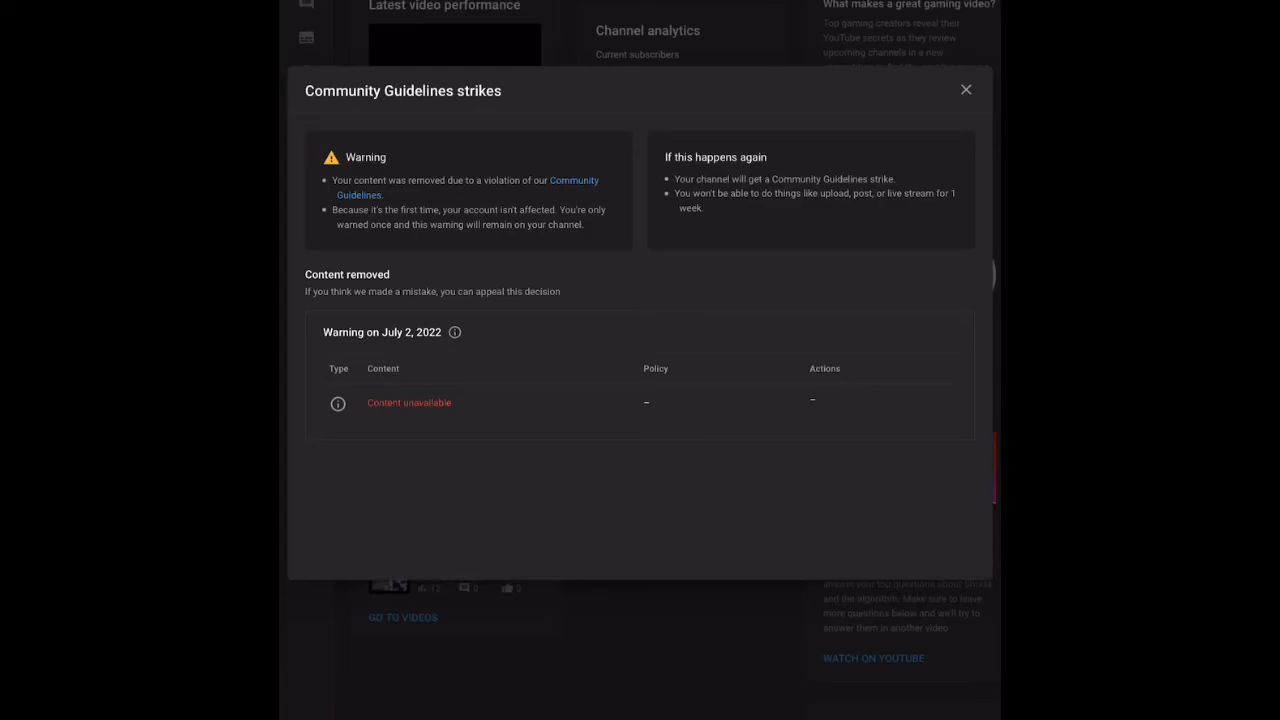 Latest video performance
Channel analytics
Current subscribers
What makes a great gaming video?
Top gaming creators reveal their
YouTube secrets as they review
upcoming channels in a new
Community Guidelines strikes
Warning
Your content was removed due to a violation of our Community
Guidelines.
Because it's the first time, your account isn't affected. You're only
warned once and this warning will remain on your channel.
If this happens again
Your channel will get a Community Guidelines strike.
You won't be able to do things like upload, post, or live stream for 1
week.
Content removed
If you think we made a mistake, you can appeal this decision
Warning on July 2, 2022
Type Content Policy Actions
Content unavailable – –
0 0
GO TO VIDEOS
answer your top questions about Shorts
and the algorithm. Make sure to leave
more questions below and we'll try to
answer them in another video
WATCH ON YOUTUBE